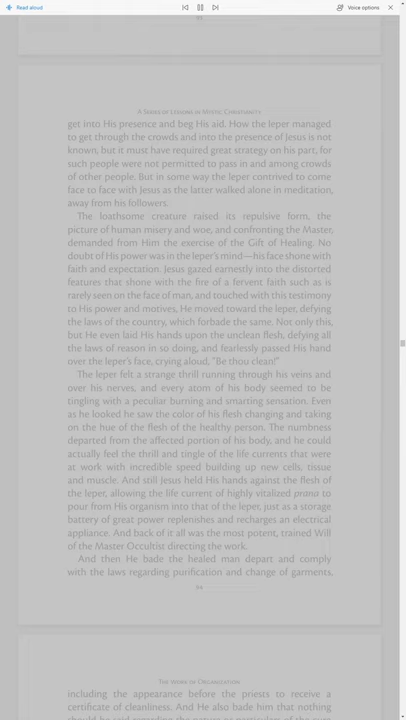 Read aloud
Voice options
93
A Series of Lessons in Mystic Christianity
get into His presence and beg His aid. How the leper managed
to get through the crowds and into the presence of Jesus is not
known, but it must have required great strategy on his part, for
such people were not permitted to pass in and among crowds
of other people. But in some way the leper contrived to come
face to face with Jesus as the latter walked alone in meditation,
away from his followers.
The loathsome creature raised its repulsive form, the
picture of human misery and woe, and confronting the Master,
demanded from Him the exercise of the Gift of Healing. No
doubt of His power was in the leper's mind—his face shone with
faith and expectation. Jesus gazed earnestly into the distorted
features that shone with the fire of a fervent faith such as is
rarely seen on the face of man, and touched with this testimony
to His power and motives, He moved toward the leper, defying
the laws of the country, which forbade the same. Not only this,
but He even laid His hands upon the unclean flesh, defying all
the laws of reason in so doing, and fearlessly passed His hand
over the leper's face, crying aloud, "Be thou clean!"
The leper felt a strange thrill running through his veins and
over his nerves, and every atom of his body seemed to be
tingling with a peculiar burning and smarting sensation. Even
as he looked he saw the color of his flesh changing and taking
on the hue of the flesh of the healthy person. The numbness
departed from the affected portion of his body, and he could
actually feel the thrill and tingle of the life currents that were
at work with incredible speed building up new cells, tissue
and muscle. And still Jesus held His hands against the flesh of
the leper, allowing the life current of highly vitalized prana to
pour from His organism into that of the leper, just as a storage
battery of great power replenishes and recharges an electrical
appliance. And back of it all was the most potent, trained Will
of the Master Occultist directing the work.
And then He bade the healed man depart and comply
with the laws regarding purification and change of garments,
94
The Work of Organization
including the appearance before the priests to receive a
certificate of cleanliness. And He also bade him that nothing